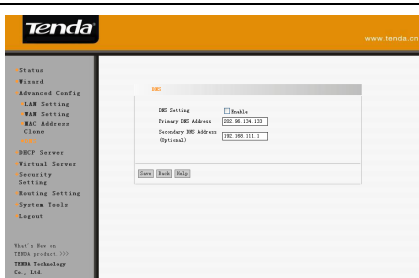 Tenda
www.tenda.cn
Status
Wizard
Advanced Config
LAN Setting
WAN Setting
MAC Address
Clone
DNS
DHCP Server
Virtual Server
Security
Setting
Routing Setting
System Tools
Logout
What's New on
TENDA product.>>>
TENDA Technology
Co., Ltd.
DNS
DNS Setting
Enable
Primary DNS Address
202.96.134.133
Secondary DNS Address
(Optional)
192.168.111.1
Save Back Help